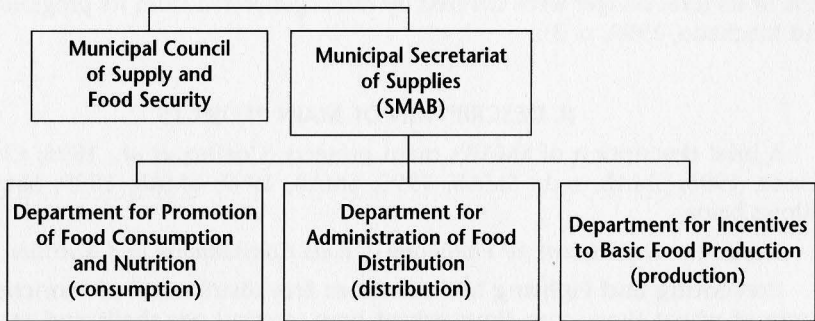 Municipal Council
of Supply and
Food Security
Municipal Secretariat
of Supplies
(SMAB)
Department for Promotion
of Food Consumption
and Nutrition
(consumption)
Department for
Administration of Food
Distribution
(distribution)
Department for Incentives
to Basic Food Production
(production)